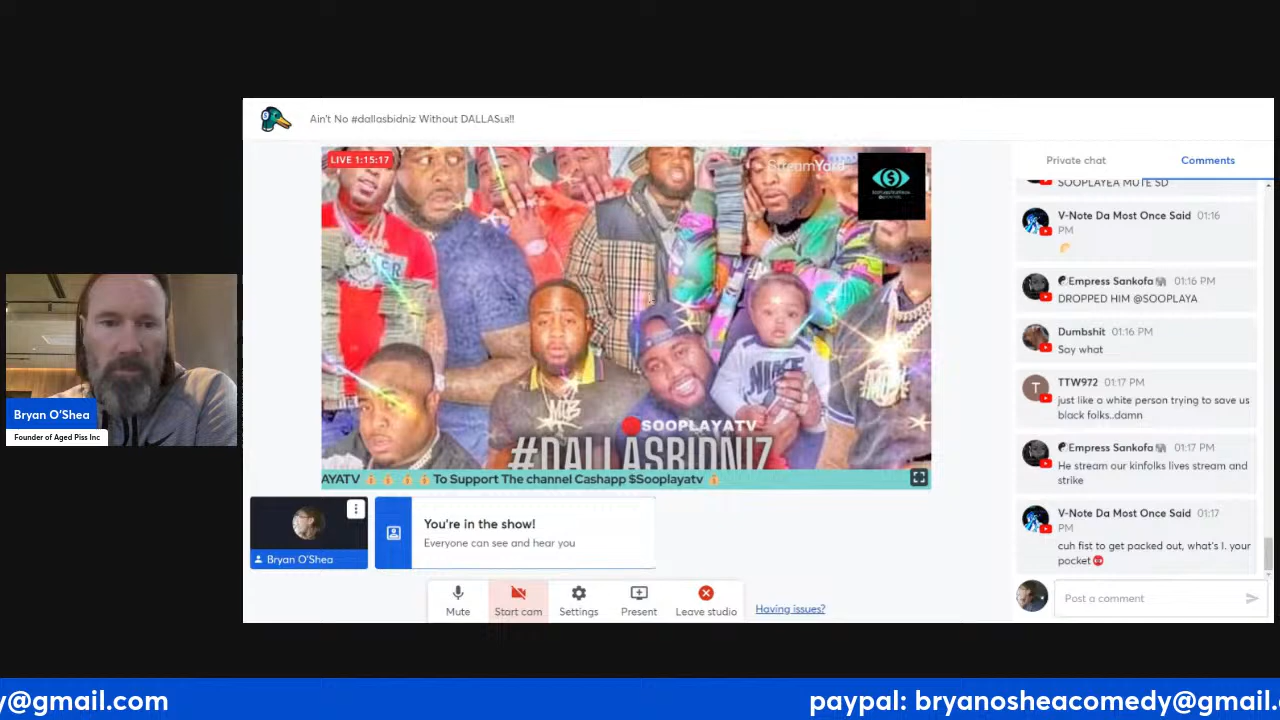 Ain't No #dallasbidniz Without DALLASLR!!
LIVE 1:15:17
StreamYard
SOOPLAYATV
#DALLASBIDNIZ
AYATV 💰 💰 💰 💰 To Support The channel Cashapp $Sooplayatv 💰
Private chat
Comments
SOOPLAYEA MUTE SD
V-Note Da Most Once Said 01:16
PM
Empress Sankofa 01:16 PM
DROPPED HIM @SOOPLAYA
Dumbshit 01:16 PM
Say what
T
TTW972 01:17 PM
just like a white person trying to save us
black folks..damn
Empress Sankofa 01:17 PM
He stream our kinfolks lives stream and
strike
V-Note Da Most Once Said 01:17
PM
cuh fist to get packed out, what's I. your
pocket
Post a comment
Bryan O'Shea
Founder of Aged Piss Inc
Bryan O'Shea
You're in the show!
Everyone can see and hear you
Mute
Start cam
Settings
Present
Leave studio
Having issues?
y@gmail.com
paypal: bryanosheacomedy@gmail.